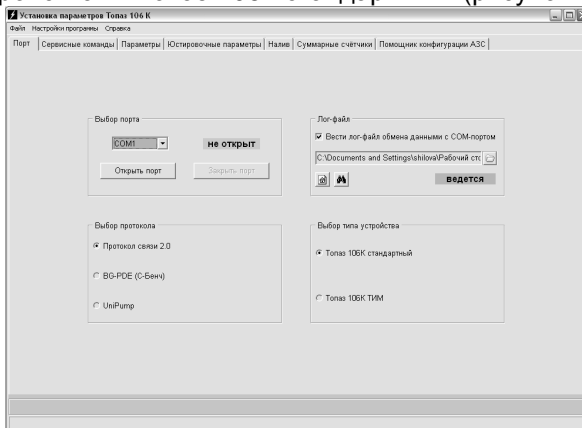 Установка параметров Топаз 106 К
Файл Настройки программы Справка
Порт Сервисные команды Параметры Юстировочные параметры Налив Суммарные счётчики Помощник конфигурации АЗС
Выбор порта
COM1
не открыт
Открыть порт Закрыть порт
Лог-файл
Вести лог-файл обмена данными с COM-портом
C:\Documents and Settings\shilova\Рабочий стс
ведется
Выбор протокола
Протокол связи 2.0
BG-PDE (С-Бенч)
UniPump
Выбор типа устройства
Топаз 106К стандартный
Топаз 106К ТИМ